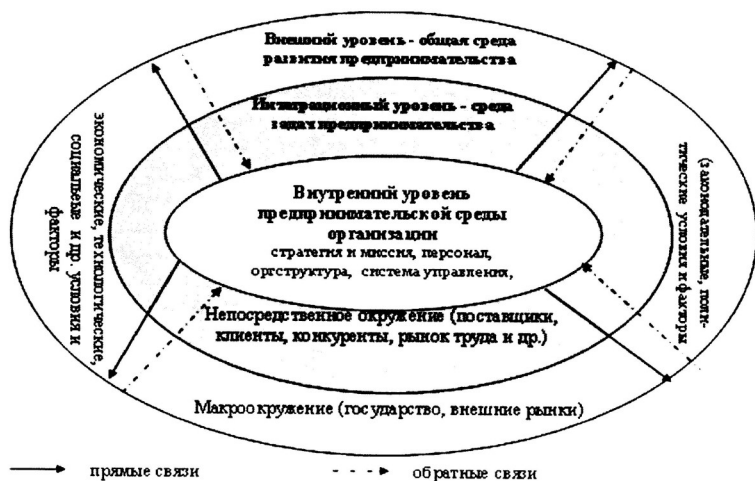 Внешний уровень - общая среда
развития предпринимательства
Интеграционный уровень - среда
задач предпринимательства
Внутренний уровень
предпринимательской среды
организации
стратегия и миссия, персонал,
оргструктура, система управления,
Непосредственное окружение (поставщики,
клиенты, конкуренты, рынок труда и др.)
Макроокружение (государство, внешние рынки)
экономические, технологические,
социальные и др. условия и
факторы
(законодательные, поли-
тические условия и факторы
прямые связи
обратные связи